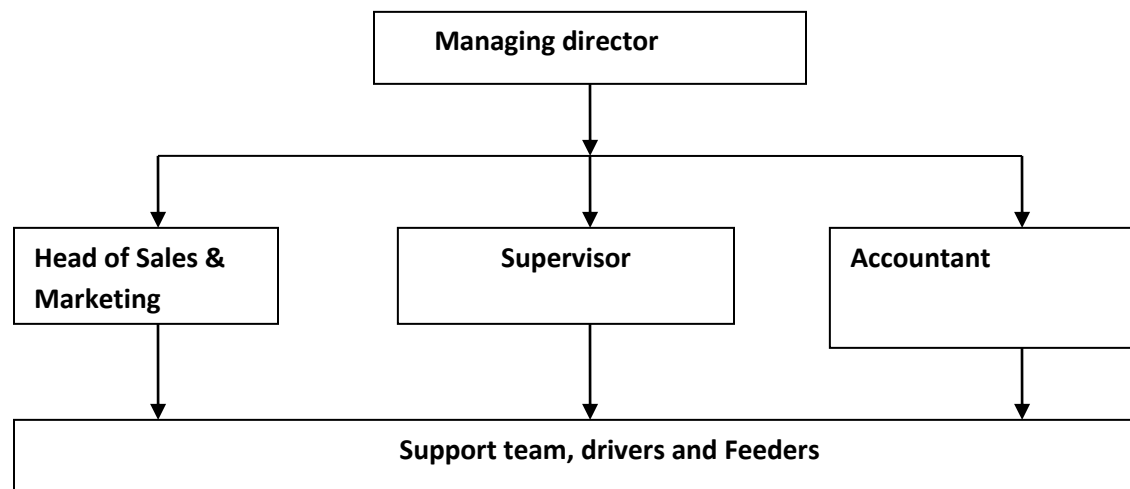 Managing director
Head of Sales &
Marketing
Supervisor
Accountant
Support team, drivers and Feeders